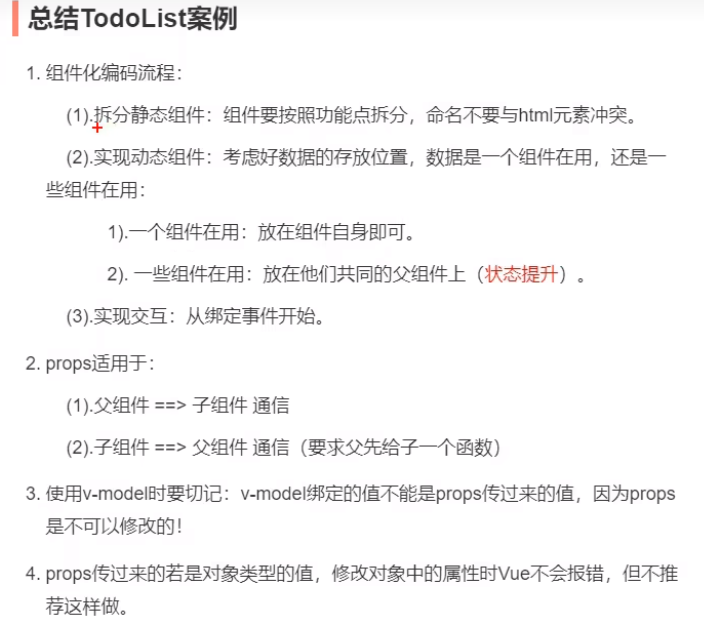 总结TodoList案例
1. 组件化编码流程：
(1).拆分静态组件：组件要按照功能点拆分，命名不要与html元素冲突。
(2).实现动态组件：考虑好数据的存放位置，数据是一个组件在用，还是一
些组件在用：
1).一个组件在用：放在组件自身即可。
2). 一些组件在用：放在他们共同的父组件上（状态提升）。
(3).实现交互：从绑定事件开始。
2. props适用于：
(1).父组件 ==> 子组件 通信
(2).子组件 ==> 父组件 通信（要求父先给子一个函数）
3. 使用v-model时要切记：v-model绑定的值不能是props传过来的值，因为props
是不可以修改的！
4. props传过来的若是对象类型的值，修改对象中的属性时Vue不会报错，但不推
荐这样做。